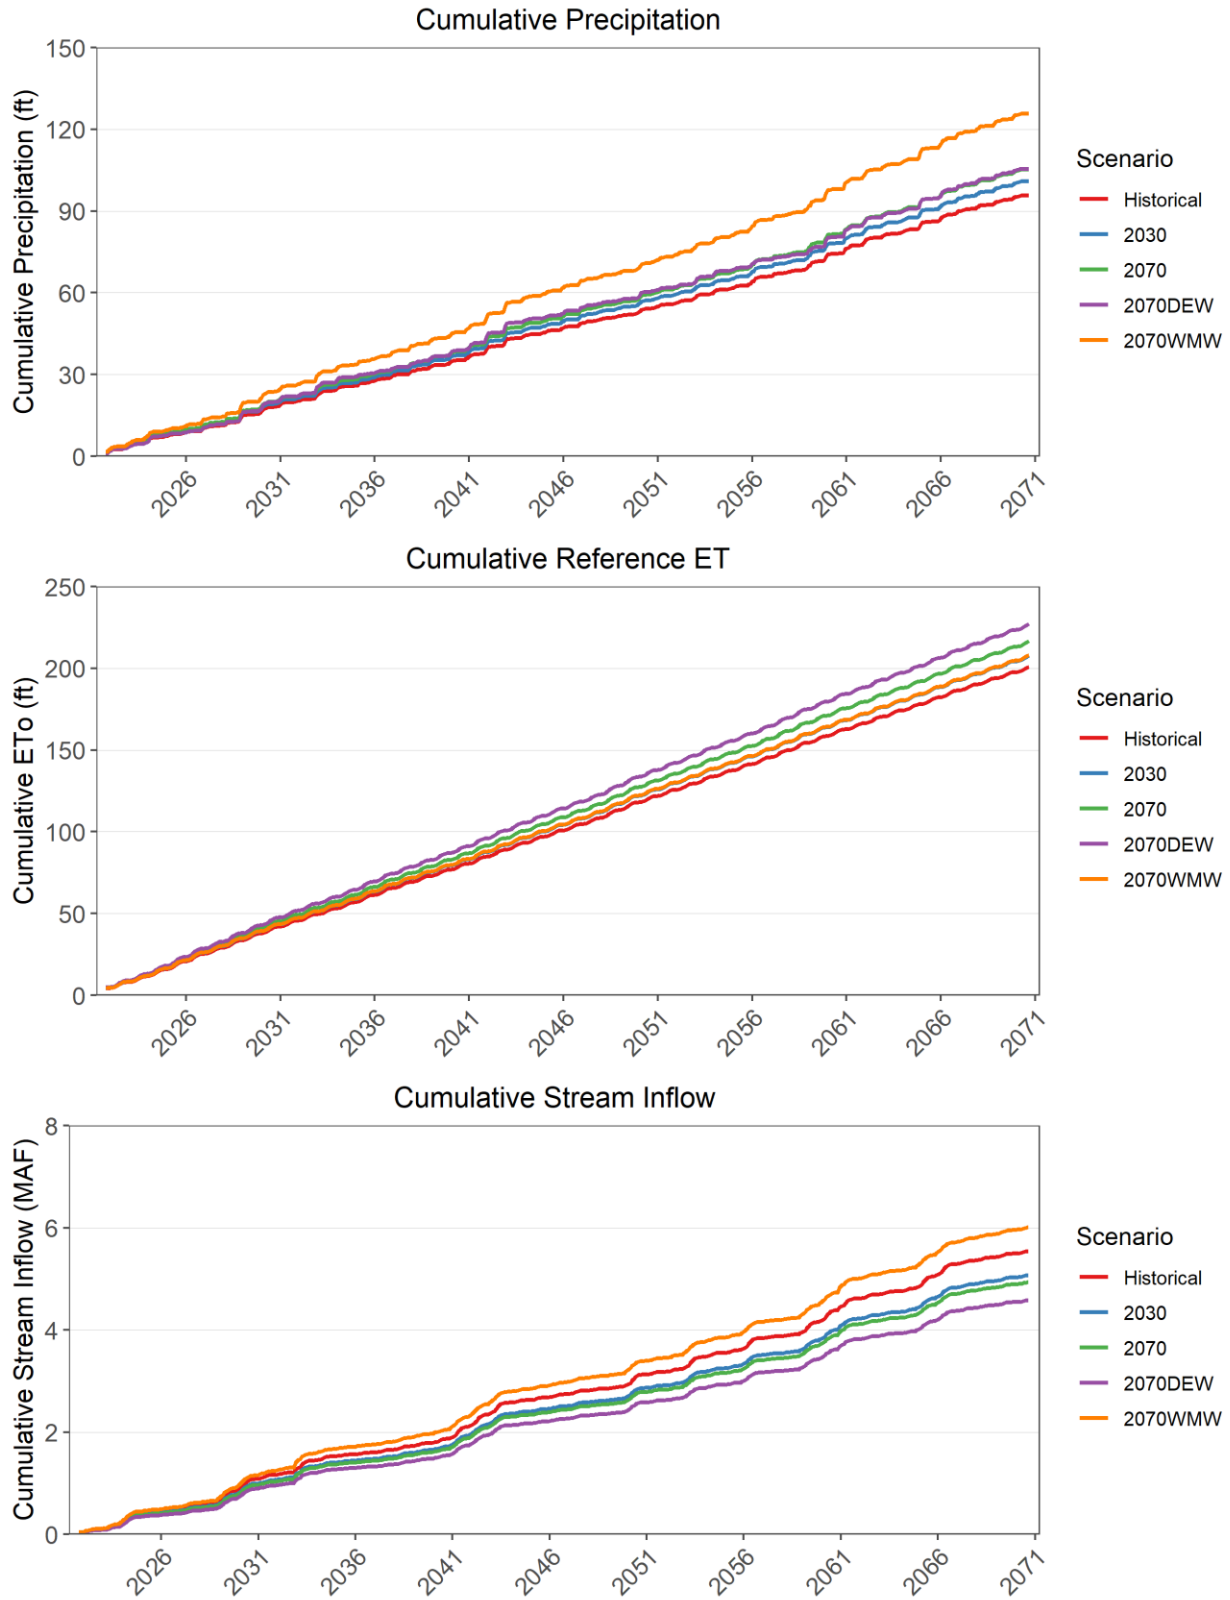 Cumulative Precipitation
Cumulative Precipitation (ft)
150
120
90
60
30
0
2026 2031 2036 2041 2046 2051 2056 2061 2066 2071
Scenario
Historical
2030
2070
2070DEW
2070WMW
Cumulative Reference ET
Cumulative ETo (ft)
250
200
150
100
50
0
2026 2031 2036 2041 2046 2051 2056 2061 2066 2071
Scenario
Historical
2030
2070
2070DEW
2070WMW
Cumulative Stream Inflow
Cumulative Stream Inflow (MAF)
8
6
4
2
0
2026 2031 2036 2041 2046 2051 2056 2061 2066 2071
Scenario
Historical
2030
2070
2070DEW
2070WMW